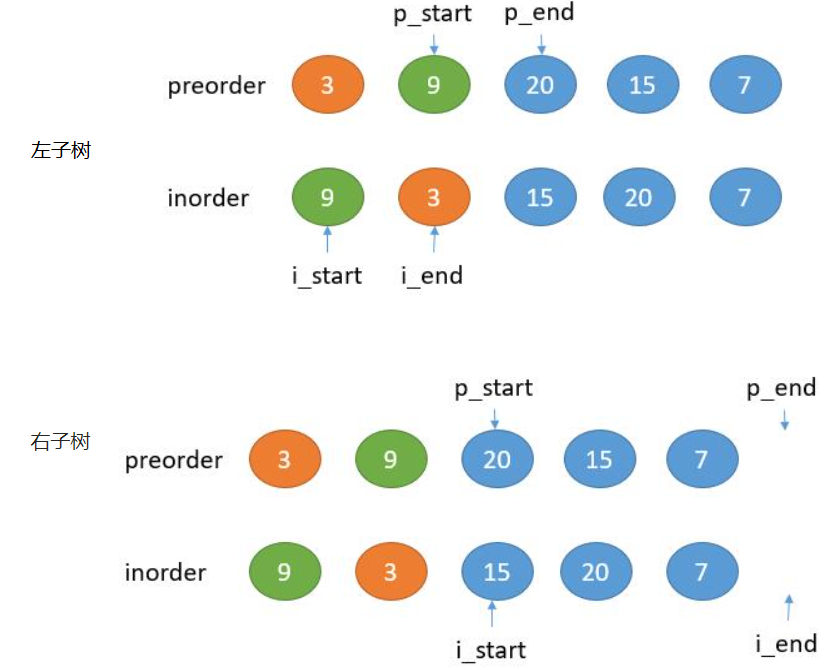 p_start p_end
preorder 3 9 20 15 7
左子树
inorder 9 3 15 20 7
i_start i_end
p_start p_end
右子树
preorder 3 9 20 15 7
inorder 9 3 15 20 7
i_start i_end